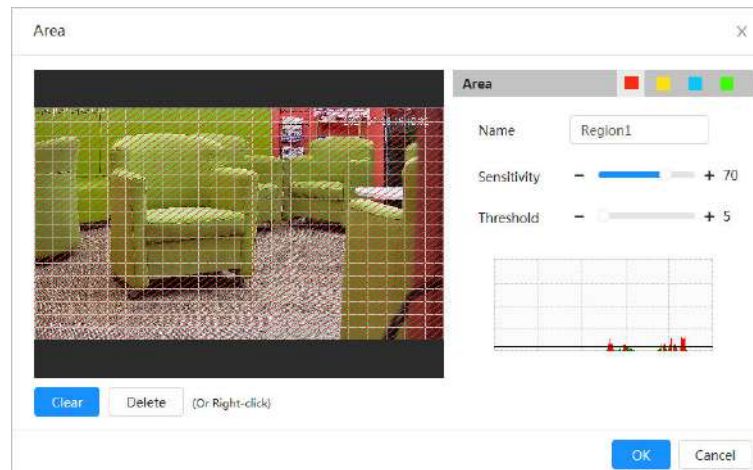 Area
Area
Name
Region1
Sensitivity
- + 70
Threshold
- + 5
Clear
Delete
(Or Right-click)
OK
Cancel